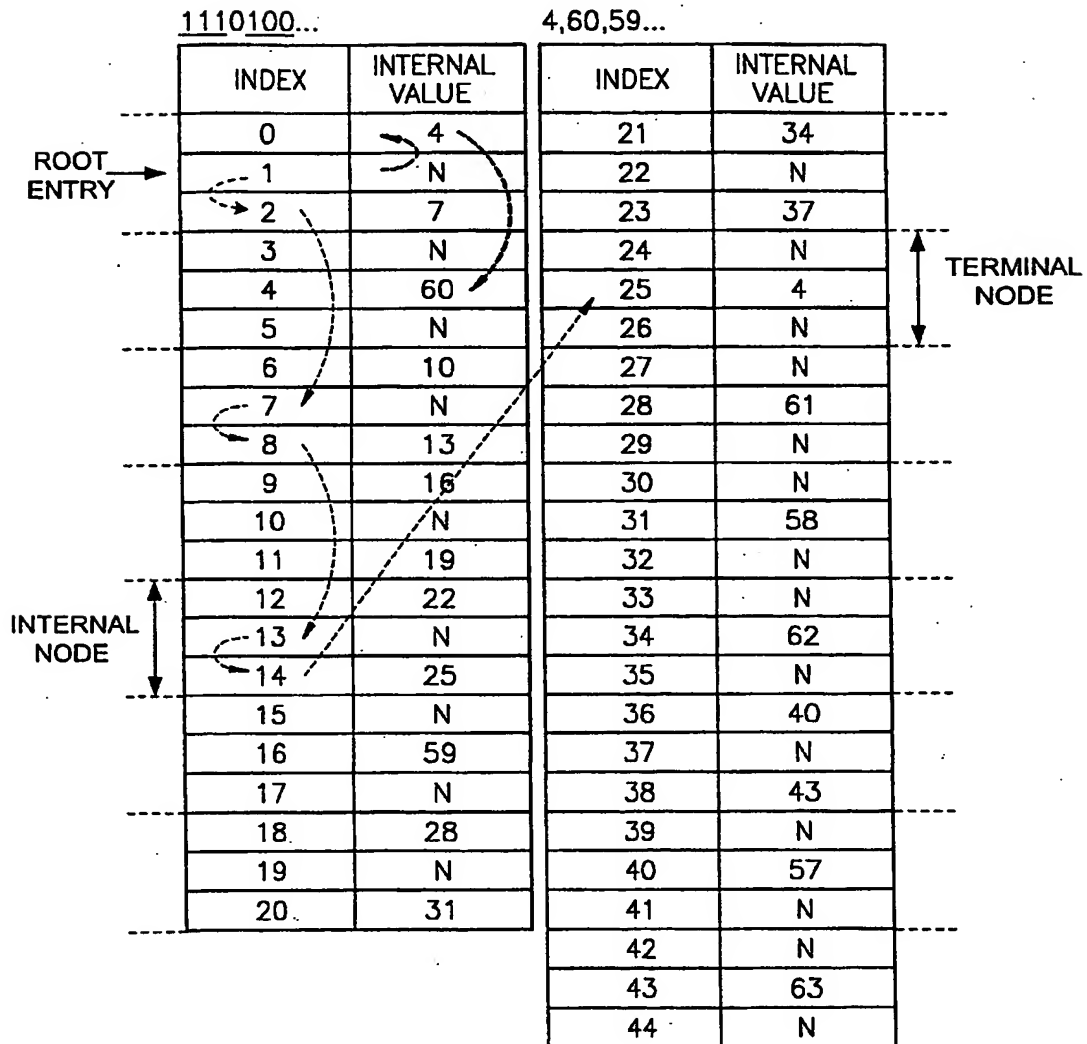 1110100... 4,60,59...
INDEX INTERNAL VALUE INDEX INTERNAL VALUE
0 4 21 34
ROOT ENTRY 1 N 22 N
2 7 23 37
3 N 24 N
4 60 25 4 TERMINAL NODE
5 N 26 N
6 10 27 N
7 N 28 61
8 13 29 N
9 16 30 N
10 N 31 58
11 19 32 N
12 22 33 N
INTERNAL NODE 13 N 34 62
14 25 35 N
15 N 36 40
16 59 37 N
17 N 38 43
18 28 39 N
19 N 40 57
20 31 41 N
42 N
43 63
44 N